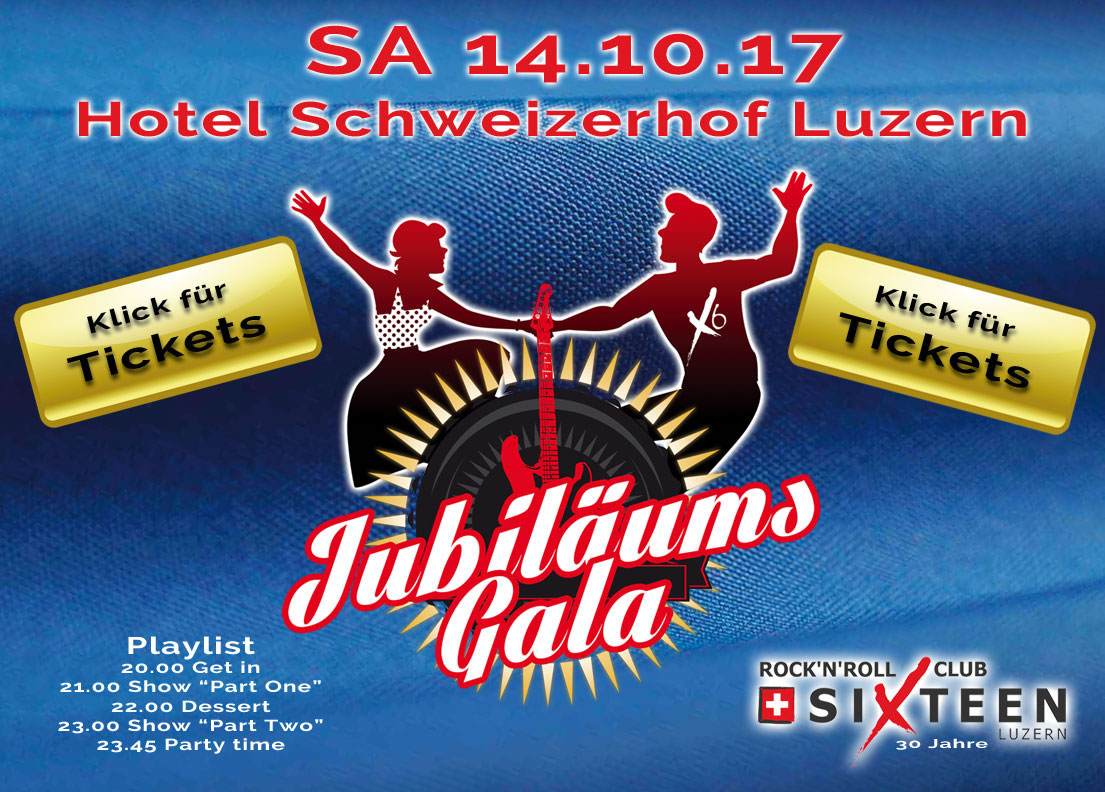 SA 14.10.17
Hotel Schweizerhof Luzern
Klick für
Tickets
Klick für
Tickets
X6
Jubiläums
Gala
Playlist
20.00 Get in
21.00 Show “Part One”
22.00 Dessert
23.00 Show “Part Two”
23.45 Party time
ROCK'N'ROLL CLUB
SIXTEEN
LUZERN
30 Jahre